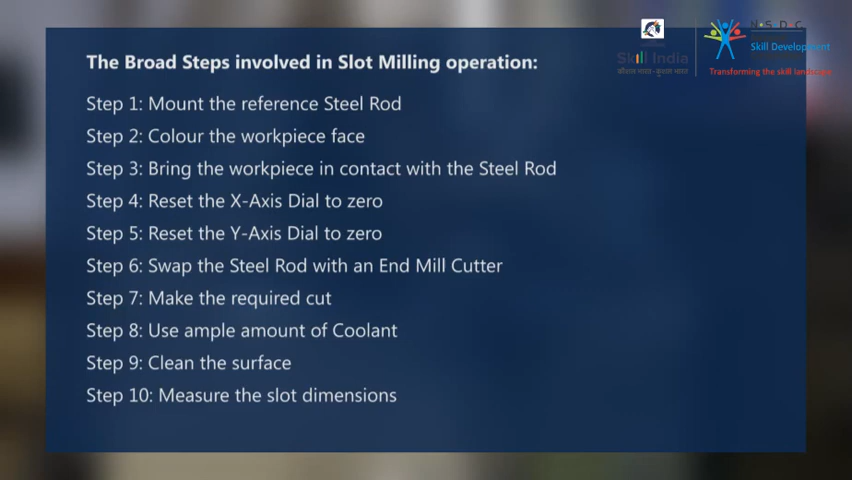 N·S·D·C
Skill India
कौशल भारत - कुशल भारत
Skill Development
Transforming the skill landscape
The Broad Steps involved in Slot Milling operation:
Step 1: Mount the reference Steel Rod
Step 2: Colour the workpiece face
Step 3: Bring the workpiece in contact with the Steel Rod
Step 4: Reset the X-Axis Dial to zero
Step 5: Reset the Y-Axis Dial to zero
Step 6: Swap the Steel Rod with an End Mill Cutter
Step 7: Make the required cut
Step 8: Use ample amount of Coolant
Step 9: Clean the surface
Step 10: Measure the slot dimensions